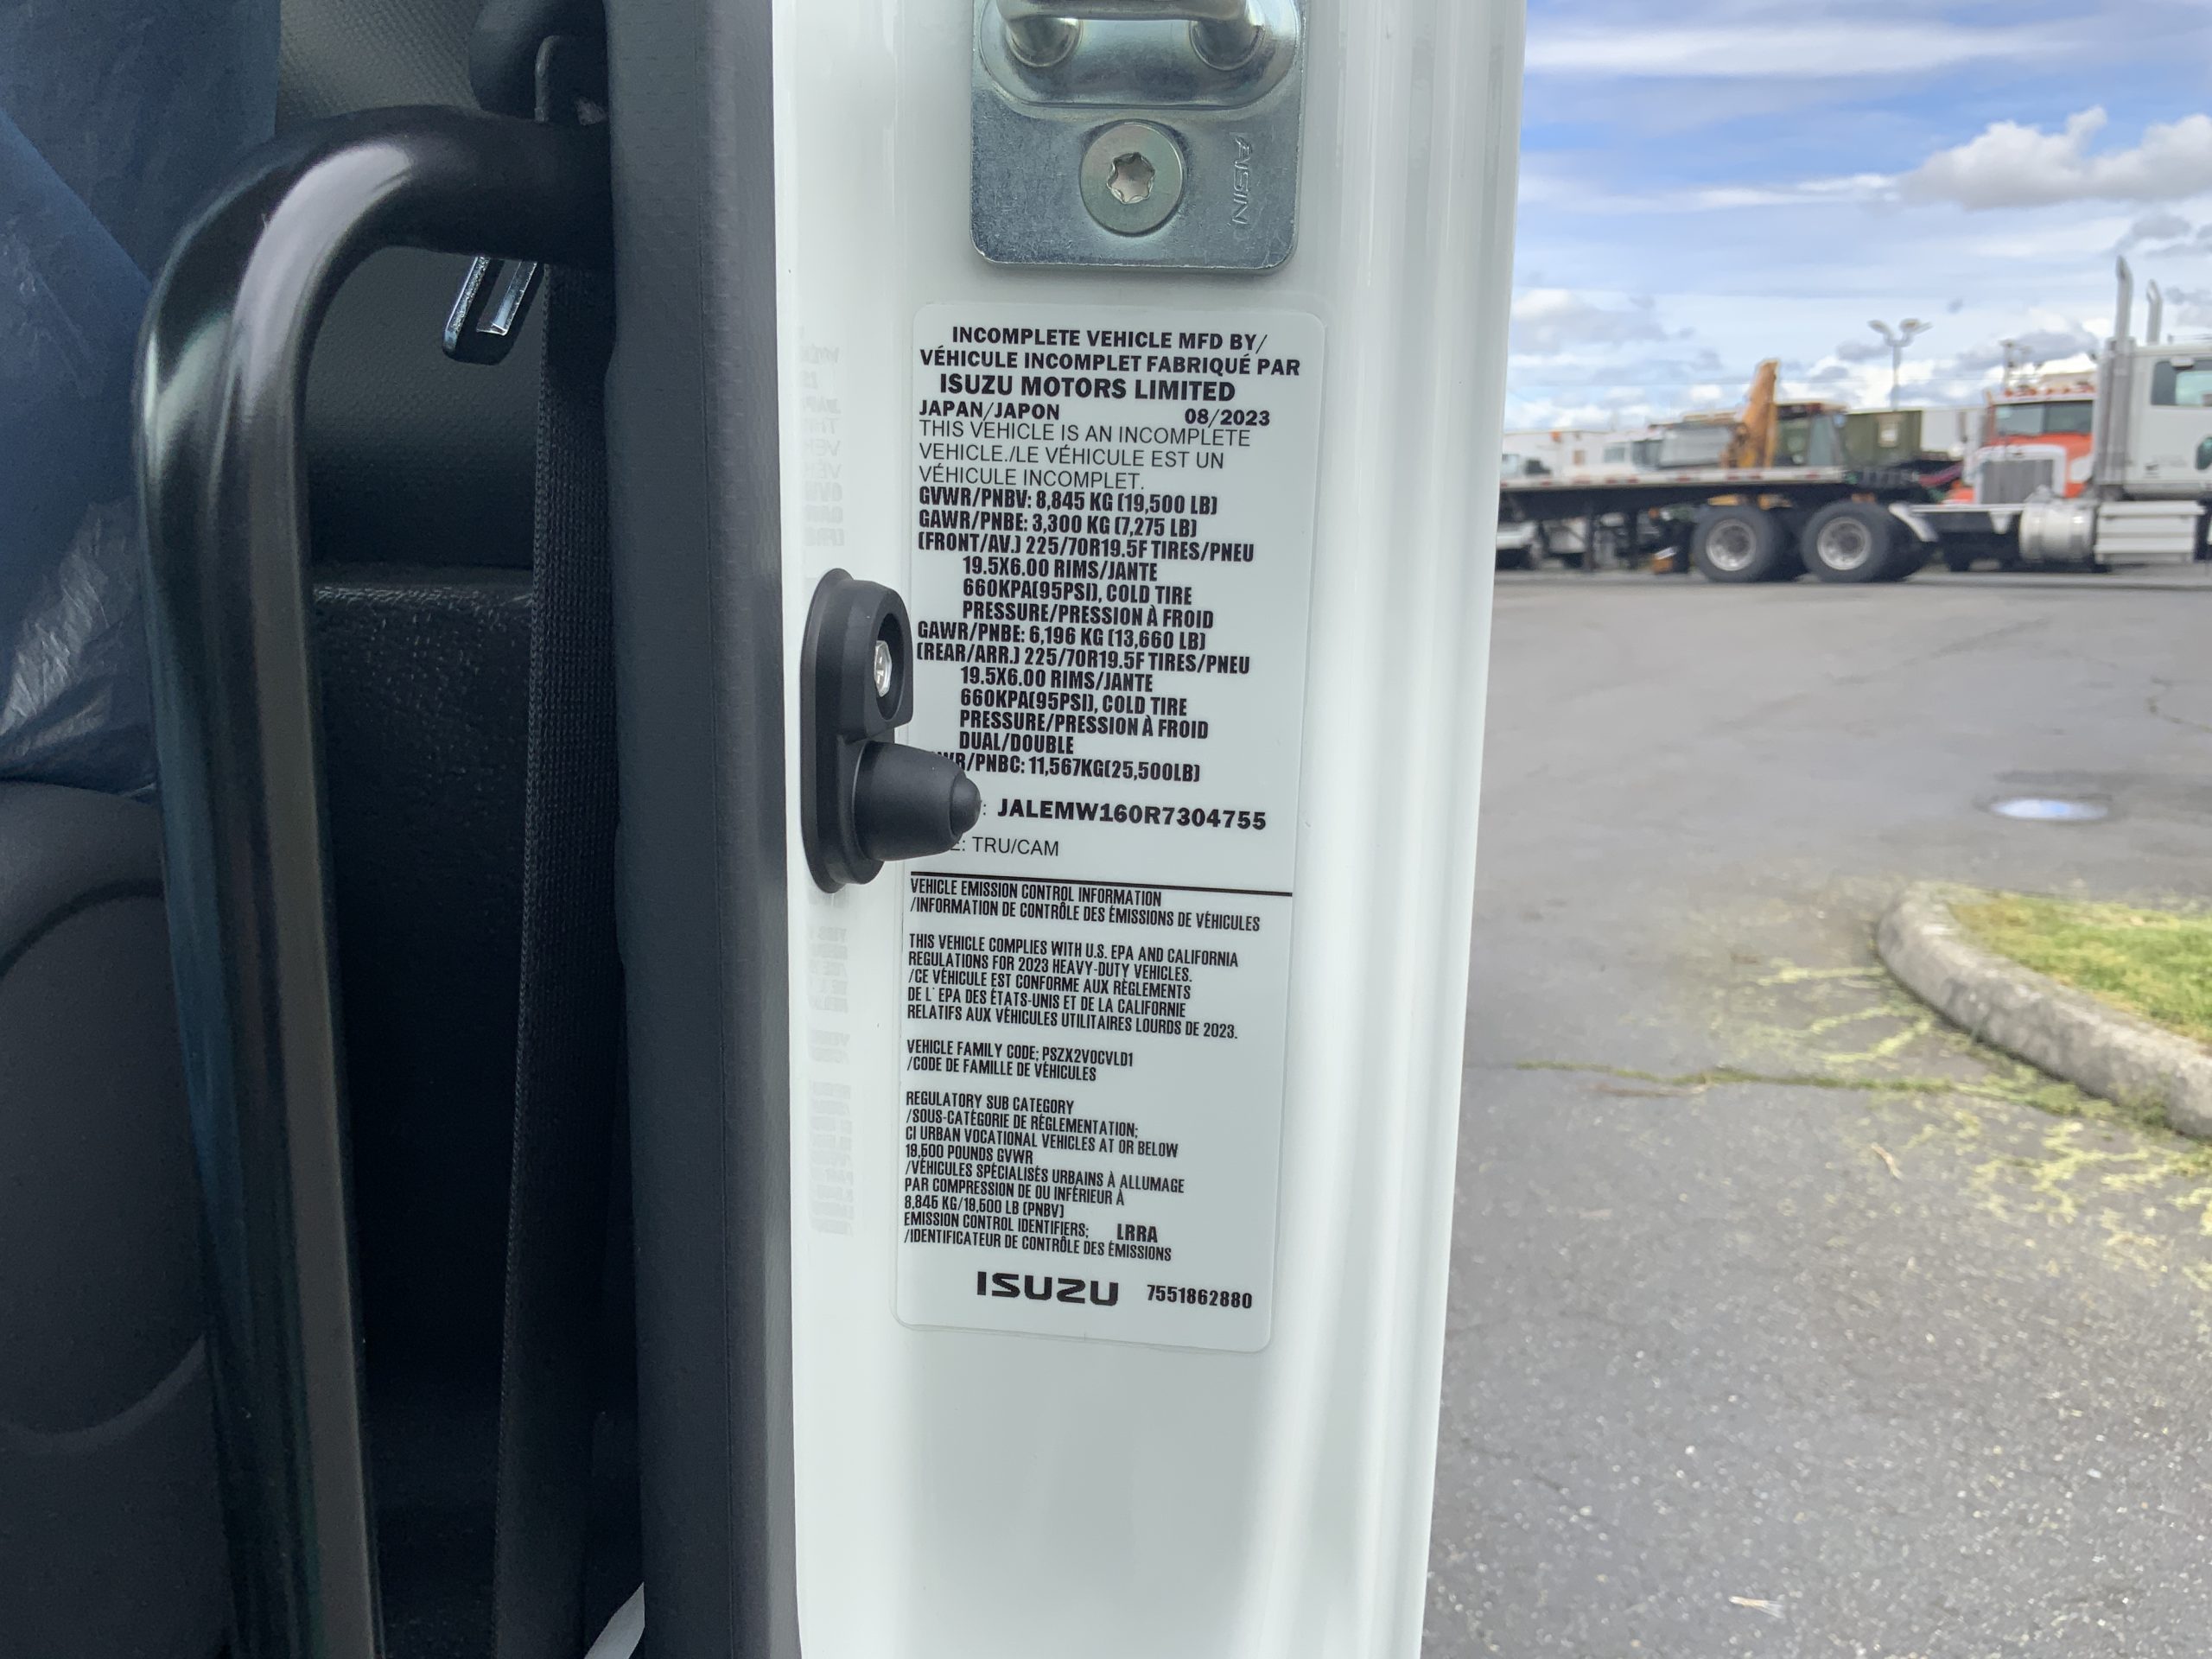 AISIN
INCOMPLETE VEHICLE MFD BY/
VÉHICULE INCOMPLET FABRIQUÉ PAR
ISUZU MOTORS LIMITED
JAPAN/JAPON 08/2023
THIS VEHICLE IS AN INCOMPLETE
VEHICLE./LE VÉHICULE EST UN
VÉHICULE INCOMPLET.
GVWR/PNBV: 8,845 KG (19,500 LB)
GAWR/PNBE: 3,300 KG (7,275 LB)
(FRONT/AV.) 225/70R19.5F TIRES/PNEU
19.5X6.00 RIMS/JANTE
660KPA(95PSI), COLD TIRE
PRESSURE/PRESSION À FROID
GAWR/PNBE: 6,196 KG (13,660 LB)
(REAR/ARR.) 225/70R19.5F TIRES/PNEU
19.5X6.00 RIMS/JANTE
660KPA(95PSI), COLD TIRE
PRESSURE/PRESSION À FROID
DUAL/DOUBLE
/PNBC: 11,567KG(25,500LB)
JALEMW160R7304755
: TRU/CAM
VEHICLE EMISSION CONTROL INFORMATION
/INFORMATION DE CONTRÔLE DES ÉMISSIONS DE VÉHICULES
THIS VEHICLE COMPLIES WITH U.S. EPA AND CALIFORNIA
REGULATIONS FOR 2023 HEAVY-DUTY VEHICLES.
/CE VÉHICULE EST CONFORME AUX RÈGLEMENTS
DE L'EPA DES ÉTATS-UNIS ET DE LA CALIFORNIE
RELATIFS AUX VÉHICULES UTILITAIRES LOURDS DE 2023.
VEHICLE FAMILY CODE; PSZX2VOCVLD1
/CODE DE FAMILLE DE VÉHICULES
REGULATORY SUB CATEGORY
/SOUS-CATÉGORIE DE RÉGLEMENTATION;
CI URBAN VOCATIONAL VEHICLES AT OR BELOW
19,500 POUNDS GVWR
/VÉHICULES SPÉCIALISÉS URBAINS À ALLUMAGE
PAR COMPRESSION DE OU INFÉRIEUR À
8,845 KG/19,500 LB (PNBV)
EMISSION CONTROL IDENTIFIERS; LRRA
/IDENTIFICATEUR DE CONTRÔLE DES ÉMISSIONS
ISUZU 7551862880